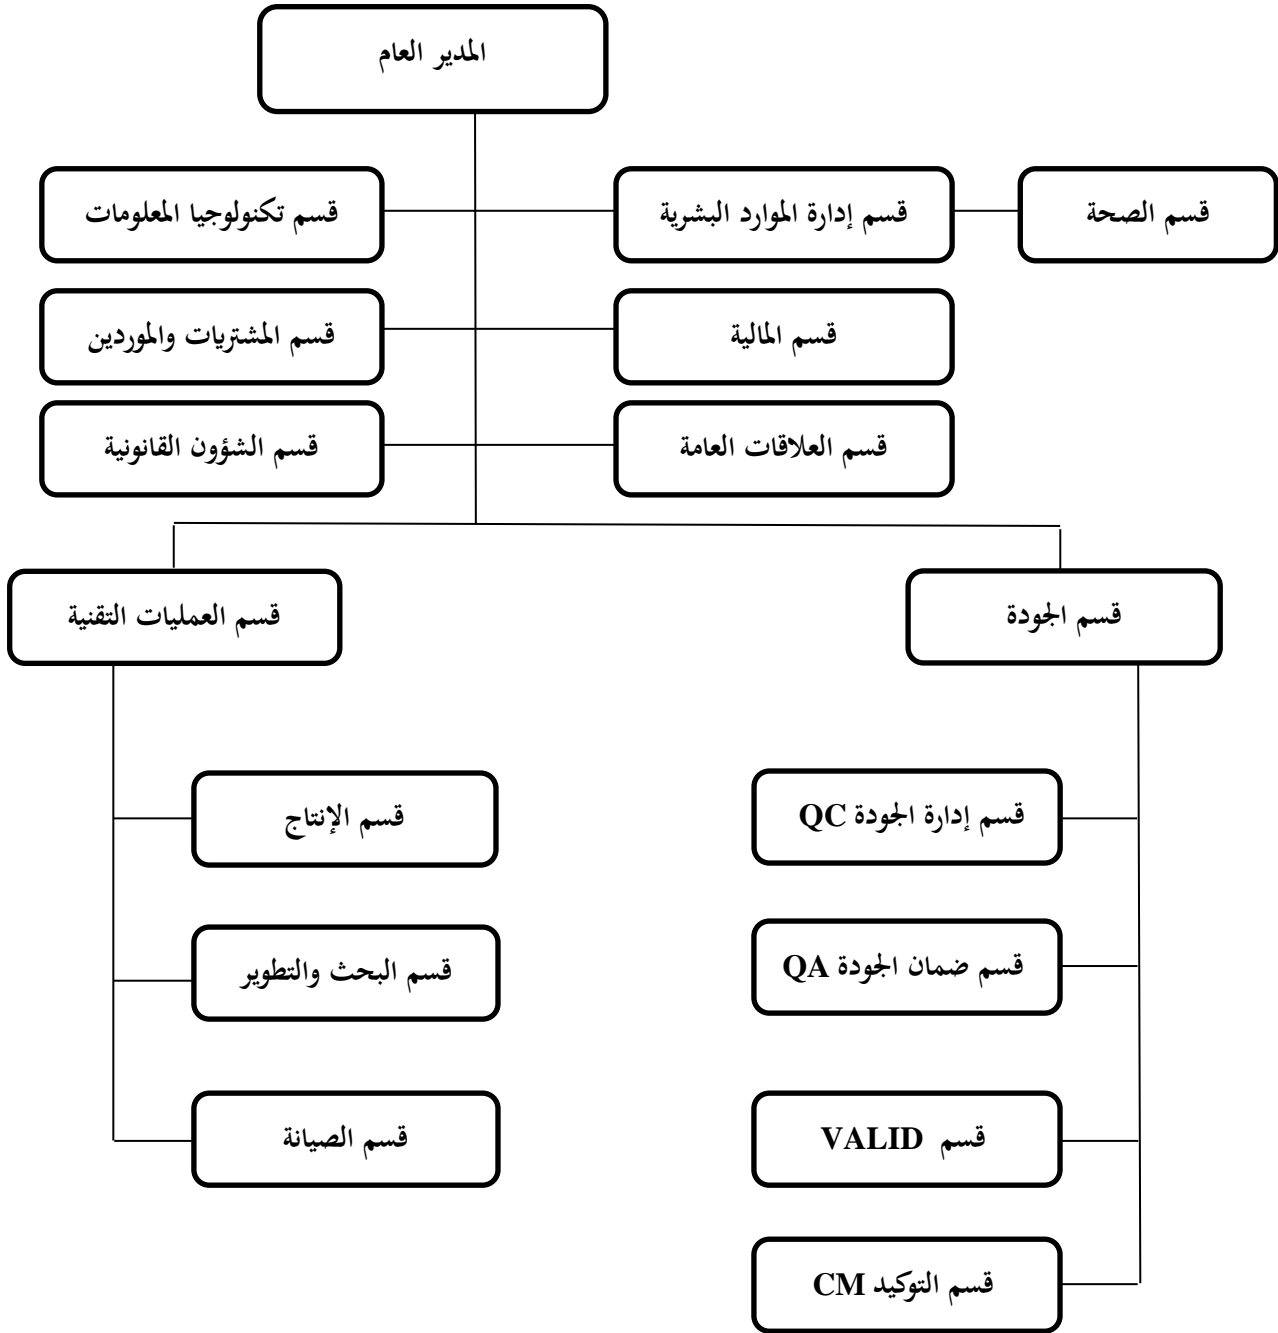 المدير العام
قسم الصحة
قسم إدارة الموارد البشرية
قسم تكنولوجيا المعلومات
قسم المالية
قسم المشتريات والموردين
قسم العلاقات العامة
قسم الشؤون القانونية
قسم الجودة
قسم العمليات التقنية
قسم إدارة الجودة QC
قسم الإنتاج
قسم ضمان الجودة QA
قسم البحث والتطوير
قسم VALID
قسم الصيانة
قسم التوكيد CM